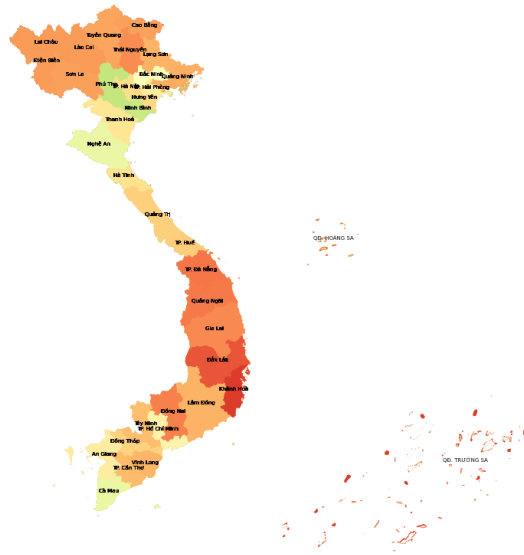 Cao Bằng
Tuyên Quang
Lai Châu
Lào Cai
Thái Nguyên
Lạng Sơn
Điện Biên
Sơn La
Bắc Ninh
Quảng Ninh
Phú Thọ
TP. Hà Nội
TP. Hải Phòng
Hưng Yên
Ninh Bình
Thanh Hoá
Nghệ An
Hà Tĩnh
Quảng Trị
TP. Huế
QĐ. HOÀNG SA
TP. Đà Nẵng
Quảng Ngãi
Gia Lai
Đắk Lắk
Khánh Hoà
Lâm Đồng
Đồng Nai
Tây Ninh
TP. Hồ Chí Minh
Đồng Tháp
An Giang
Vĩnh Long
TP. Cần Thơ
QĐ. TRƯỜNG SA
Cà Mau